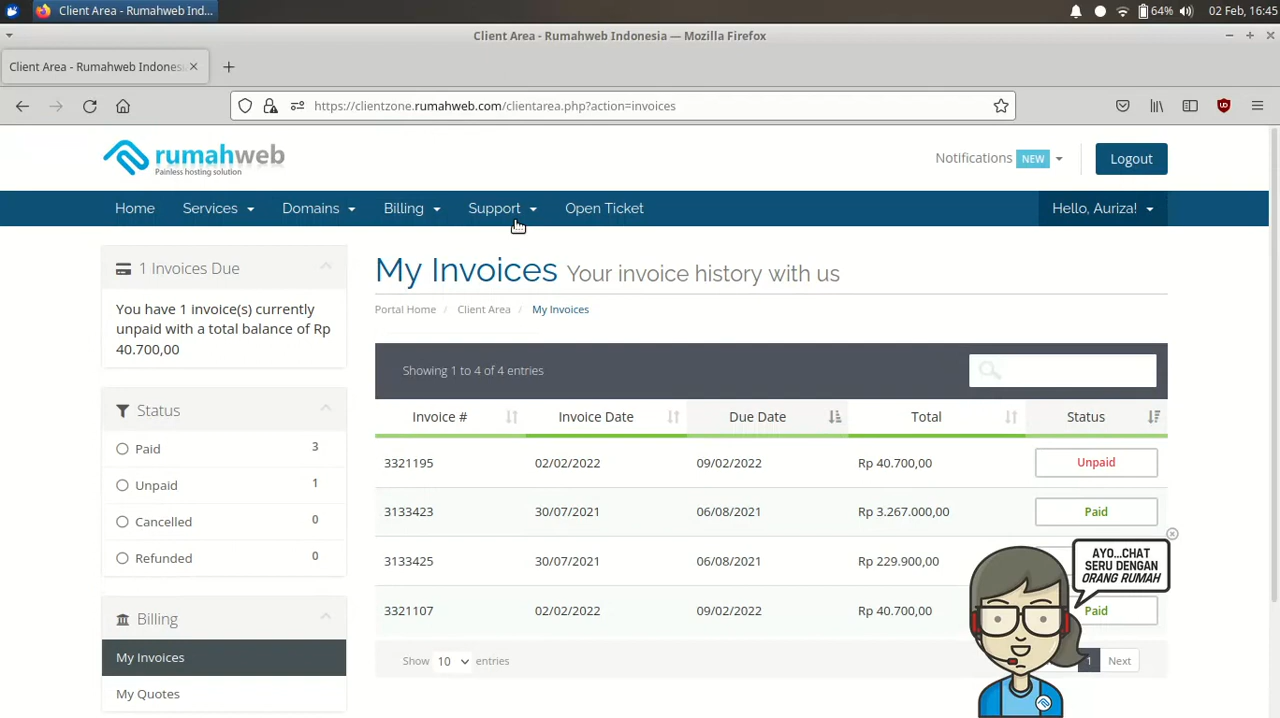 Client Area - Rumahweb Ind...
64%
02 Feb, 16:45
Client Area - Rumahweb Indonesia — Mozilla Firefox
Client Area - Rumahweb Indones
https://clientzone.rumahweb.com/clientarea.php?action=invoices
rumahweb
Painless hosting solution
Notifications NEW
Logout
Home
Services
Domains
Billing
Support
Open Ticket
Hello, Auriza!
1 Invoices Due
You have 1 invoice(s) currently
unpaid with a total balance of Rp
40.700,00
Status
Paid 3
Unpaid 1
Cancelled 0
Refunded 0
Billing
My Invoices
My Quotes
My Invoices Your invoice history with us
Portal Home / Client Area / My Invoices
Showing 1 to 4 of 4 entries
Invoice # Invoice Date Due Date Total Status
3321195 02/02/2022 09/02/2022 Rp 40.700,00 Unpaid
3133423 30/07/2021 06/08/2021 Rp 3.267.000,00 Paid
3133425 30/07/2021 06/08/2021 Rp 229.900,00
3321107 02/02/2022 09/02/2022 Rp 40.700,00 Paid
Show 10 entries
1 Next
AYO...CHAT
SERU DENGAN
ORANG RUMAH